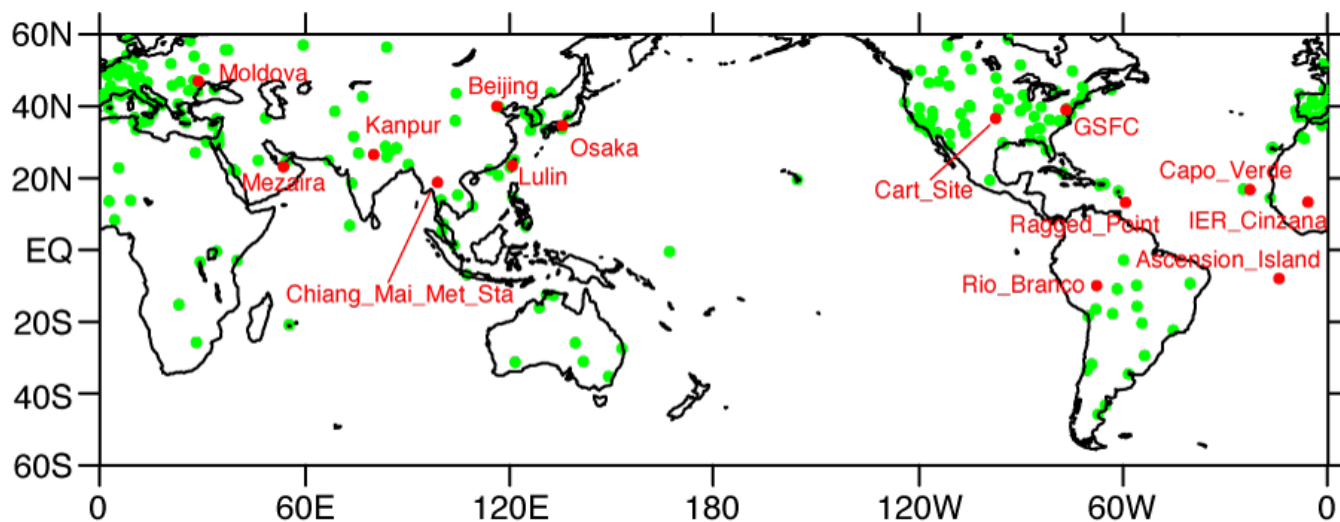 60N
Moldova
Beijing
40N
Kanpur
Osaka
GSFC
20N
Mezaira
Lulin
Cart_Site
Capo_Verde
Ragged_Point
IER_Cinzana
EQ
Ascension_Island
Chiang_Mai_Met_Sta
Rio_Branco
20S
40S
60S
0 60E 120E 180 120W 60W 0